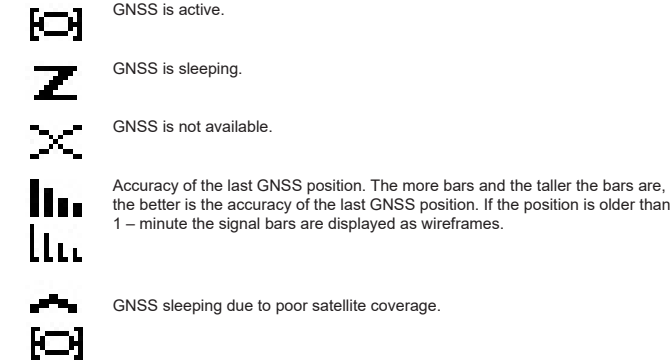 GNSS is active.
GNSS is sleeping.
GNSS is not available.
Accuracy of the last GNSS position. The more bars and the taller the bars are,
the better is the accuracy of the last GNSS position. If the position is older than
1 – minute the signal bars are displayed as wireframes.
GNSS sleeping due to poor satellite coverage.